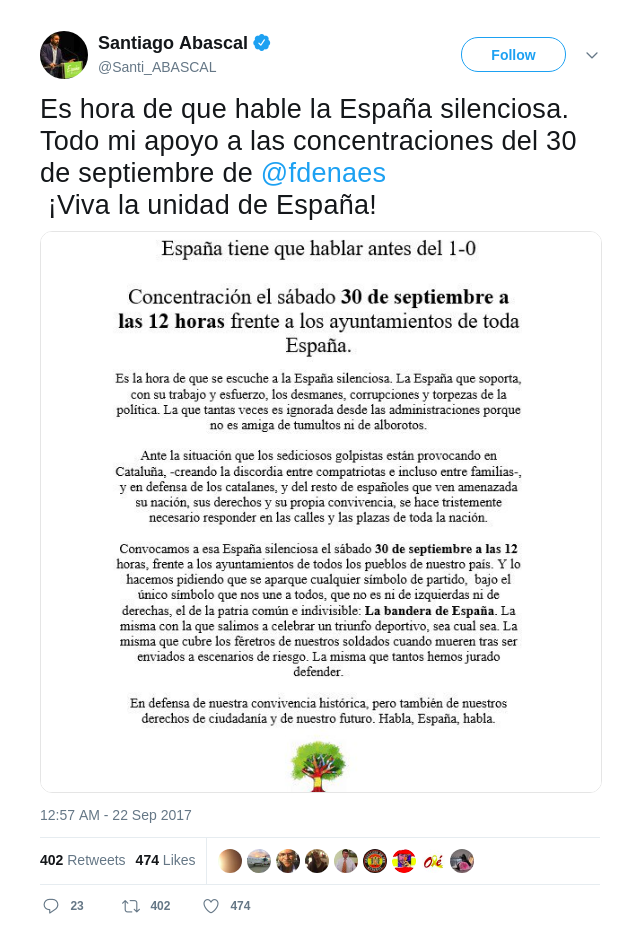 Santiago Abascal
@Santi_ABASCAL
Follow
Es hora de que hable la España silenciosa.
Todo mi apoyo a las concentraciones del 30
de septiembre de @fdenaes
¡Viva la unidad de España!
España tiene que hablar antes del 1-0
Concentración el sábado 30 de septiembre a
las 12 horas frente a los ayuntamientos de toda
España.
Es la hora de que se escuche a la España silenciosa. La España que soporta,
con su trabajo y esfuerzo, los desmanes, corrupciones y torpezas de la
política. La que tantas veces es ignorada desde las administraciones porque
no es amiga de tumultos ni de alborotos.
Ante la situación que los sediciosos golpistas están provocando en
Cataluña, -creando la discordia entre compatriotas e incluso entre familias-,
y en defensa de los catalanes, y del resto de españoles que ven amenazada
su nación, sus derechos y su propia convivencia, se hace tristemente
necesario responder en las calles y las plazas de toda la nación.
Convocamos a esa España silenciosa el sábado 30 de septiembre a las 12
horas, frente a los ayuntamientos de todos los pueblos de nuestro país. Y lo
hacemos pidiendo que se aparque cualquier símbolo de partido, bajo el
único símbolo que nos une a todos, que no es ni de izquierdas ni de
derechas, el de la patria común e indivisible: La bandera de España. La
misma con la que salimos a celebrar un triunfo deportivo, sea cual sea. La
misma que cubre los féretros de nuestros soldados cuando mueren tras ser
enviados a escenarios de riesgo. La misma que tantos hemos jurado
defender.
En defensa de nuestra convivencia histórica, pero también de nuestros
derechos de ciudadanía y de nuestro futuro. Habla, España, habla.
12:57 AM - 22 Sep 2017
402 Retweets 474 Likes
Olé
23 402 474